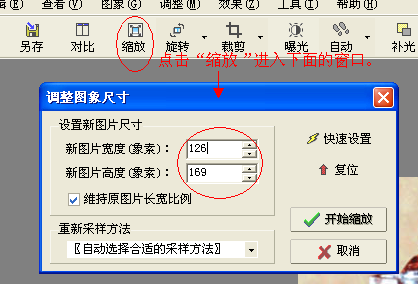 (E) 查看(V) 图象(G) 调整(M) 效果(Z) 工具(I) 帮助(H)
另存 对比 缩放 旋转 裁剪 曝光 自动 补光
点击“缩放”进入下面的窗口。
调整图象尺寸
设置新图片尺寸
新图片宽度(象素): 126
快速设置
新图片高度(象素): 169
复位
维持原图片长宽比例
开始缩放
重新采样方法
〖自动选择合适的采样方法〗
取消